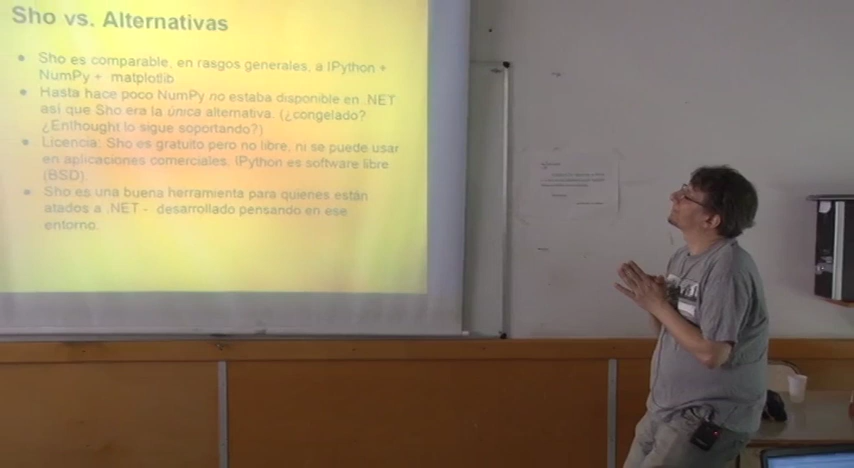 Sho vs. Alternativas
Sho es comparable, en rasgos generales, a IPython +
NumPy + matplotlib
Hasta hace poco NumPy no estaba disponible en .NET
así que Sho era la única alternativa. (¿congelado?
¿Enthought lo sigue soportando?)
Licencia: Sho es gratuito pero no libre, ni se puede usar
en aplicaciones comerciales. (Python es software libre
(BSD).
Sho es una buena herramienta para quienes están
atados a .NET - desarrollado pensando en ese
entorno.